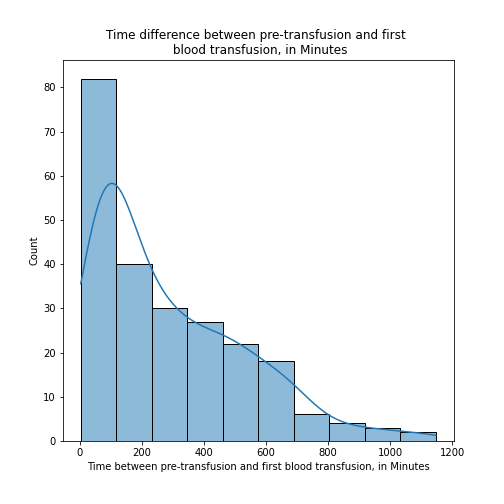 Time difference between pre-transfusion and first
blood transfusion, in Minutes
80
70
60
50
40
30
20
10
0
Count
0 200 400 600 800 1000 1200
Time between pre-transfusion and first blood transfusion, in Minutes